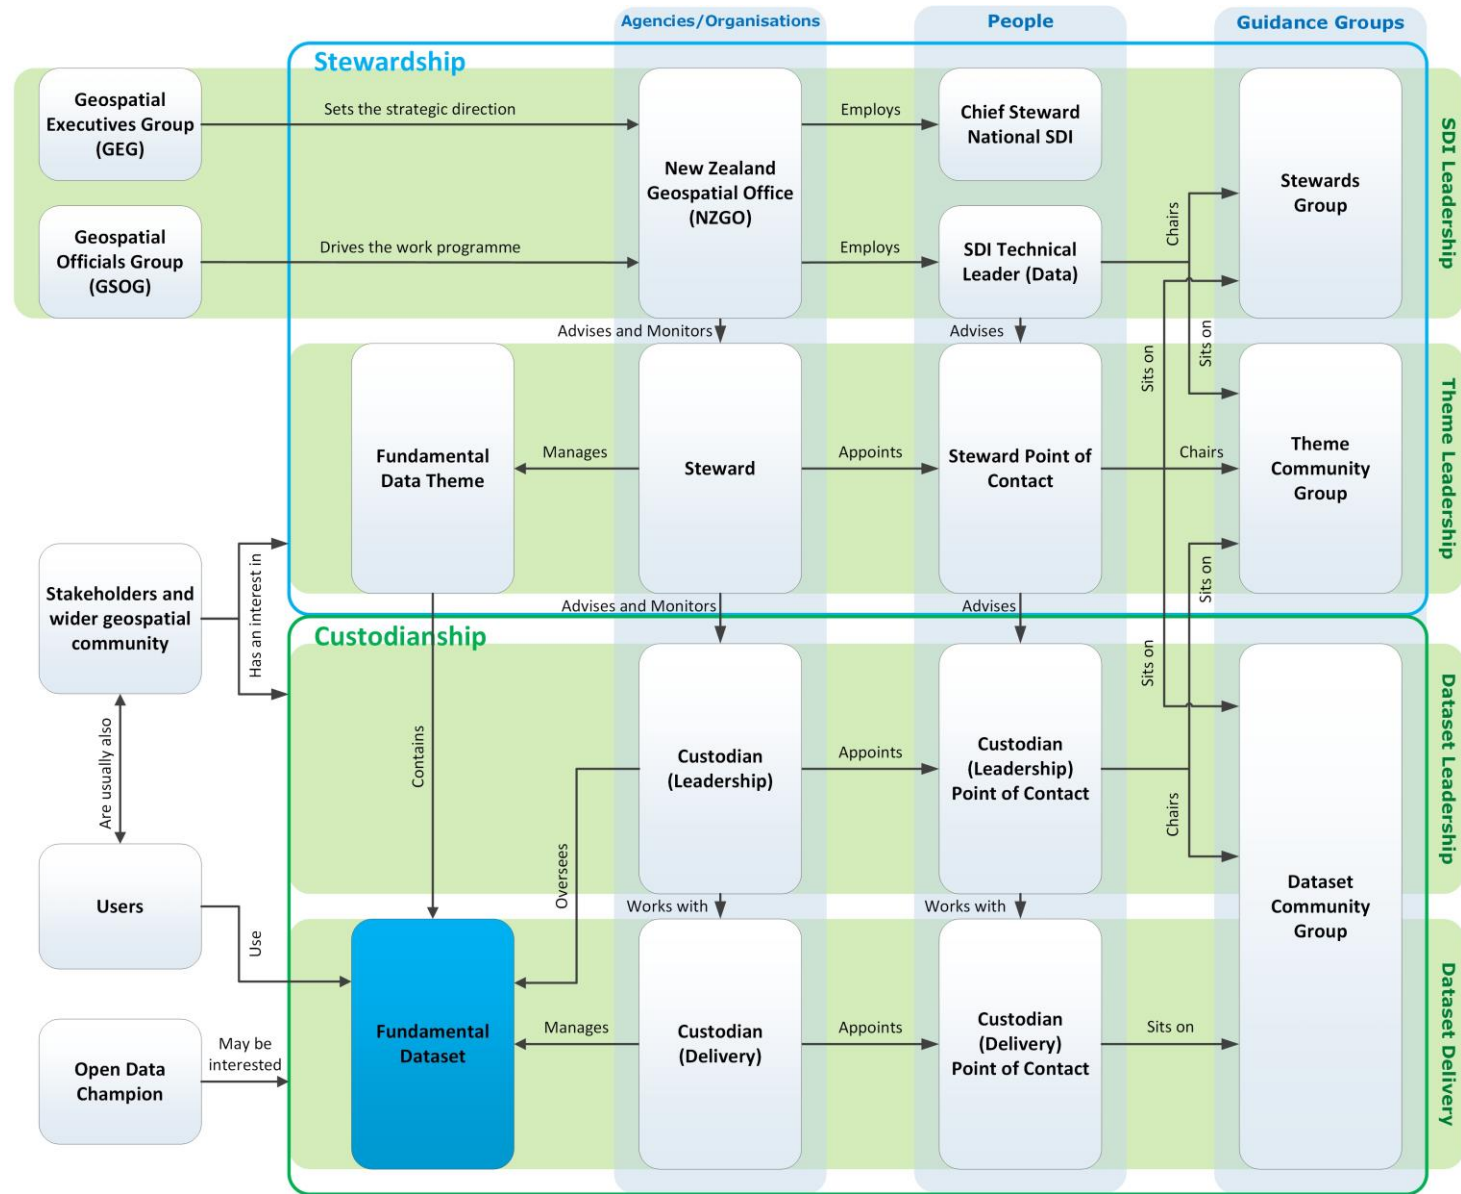 Agencies/Organisations
People
Guidance Groups
Stewardship
Geospatial
Executives Group
(GEG)
Sets the strategic direction
New Zealand
Geospatial Office
(NZGO)
Employs
Chief Steward
National SDI
Stewards
Group
SDI Leadership
Geospatial
Officials Group
(GSOG)
Drives the work programme
Employs
SDI Technical
Leader (Data)
Chairs
Sits on
Sits on
Advises and Monitors
Advises
Fundamental
Data Theme
Manages
Steward
Appoints
Steward Point of
Contact
Chairs
Theme
Community
Group
Theme Leadership
Stakeholders and
wider geospatial
community
Has an interest in
Advises and Monitors
Advises
Sits on
Sits on
Custodianship
Are usually also
Contains
Oversees
Custodian
(Leadership)
Appoints
Custodian
(Leadership)
Point of Contact
Chairs
Dataset
Community
Group
Dataset Leadership
Users
Use
Works with
Works with
Fundamental
Dataset
Manages
Custodian
(Delivery)
Appoints
Custodian
(Delivery)
Point of Contact
Sits on
Dataset Delivery
Open Data
Champion
May be
interested